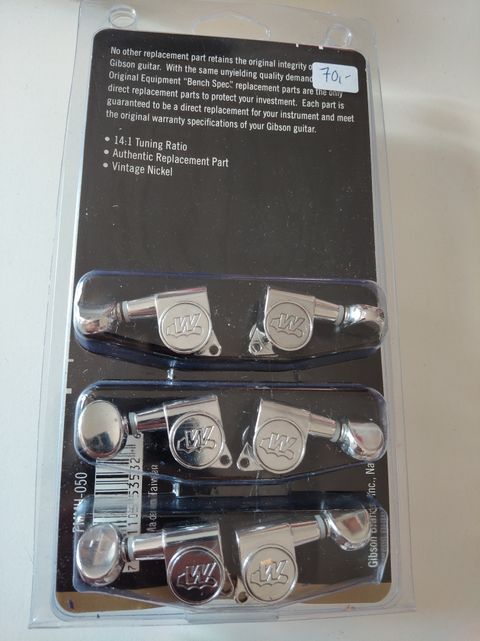 No other replacement part retains the original integrity o
Gibson guitar. With the same unyielding quality demand
Original Equipment "Bench Spec." replacement parts are the only
direct replacement parts to protect your investment. Each part is
guaranteed to be a direct replacement for your instrument and meet
the original warranty specifications of your Gibson guitar.
70,-
• 14:1 Tuning Ratio
• Authentic Replacement Part
• Vintage Nickel
W
W
W
W
W
W
-050
Gibson Inc., Na